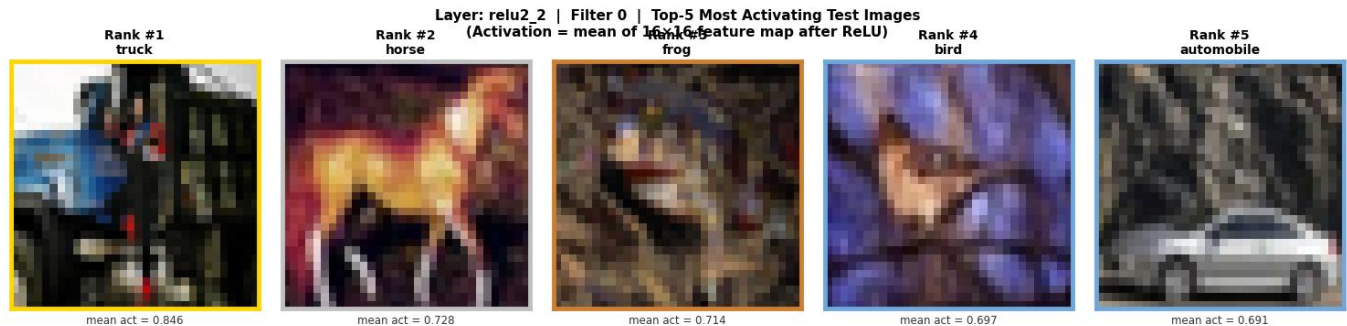 Layer: relu2_2 | Filter 0 | Top-5 Most Activating Test Images
(Activation = mean of 16×16 feature map after ReLU)
Rank #1
truck
Rank #2
horse
Rank #3
frog
Rank #4
bird
Rank #5
automobile
mean act = 0.846
mean act = 0.728
mean act = 0.714
mean act = 0.697
mean act = 0.691